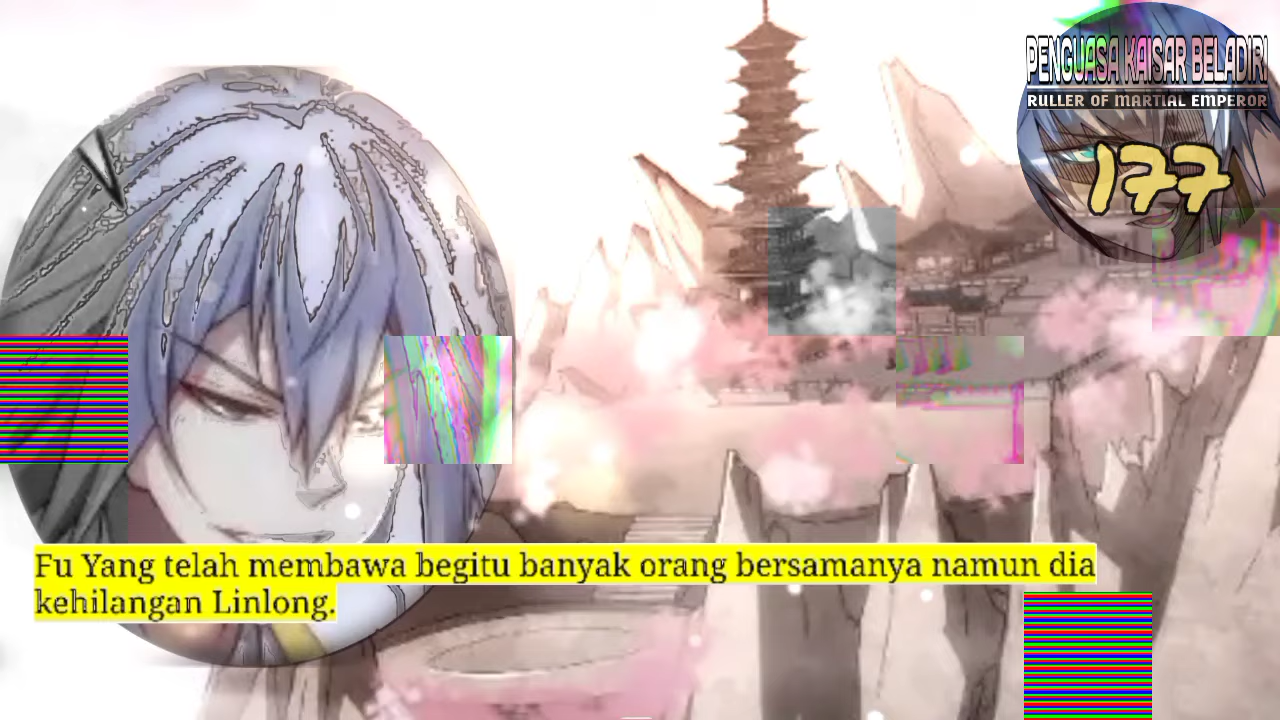 PENGUASA KAISAR BELADIRI
RULLER OF MARTIAL EMPEROR
177
Fu Yang telah membawa begitu banyak orang bersamanya namun dia
kehilangan Linlong.